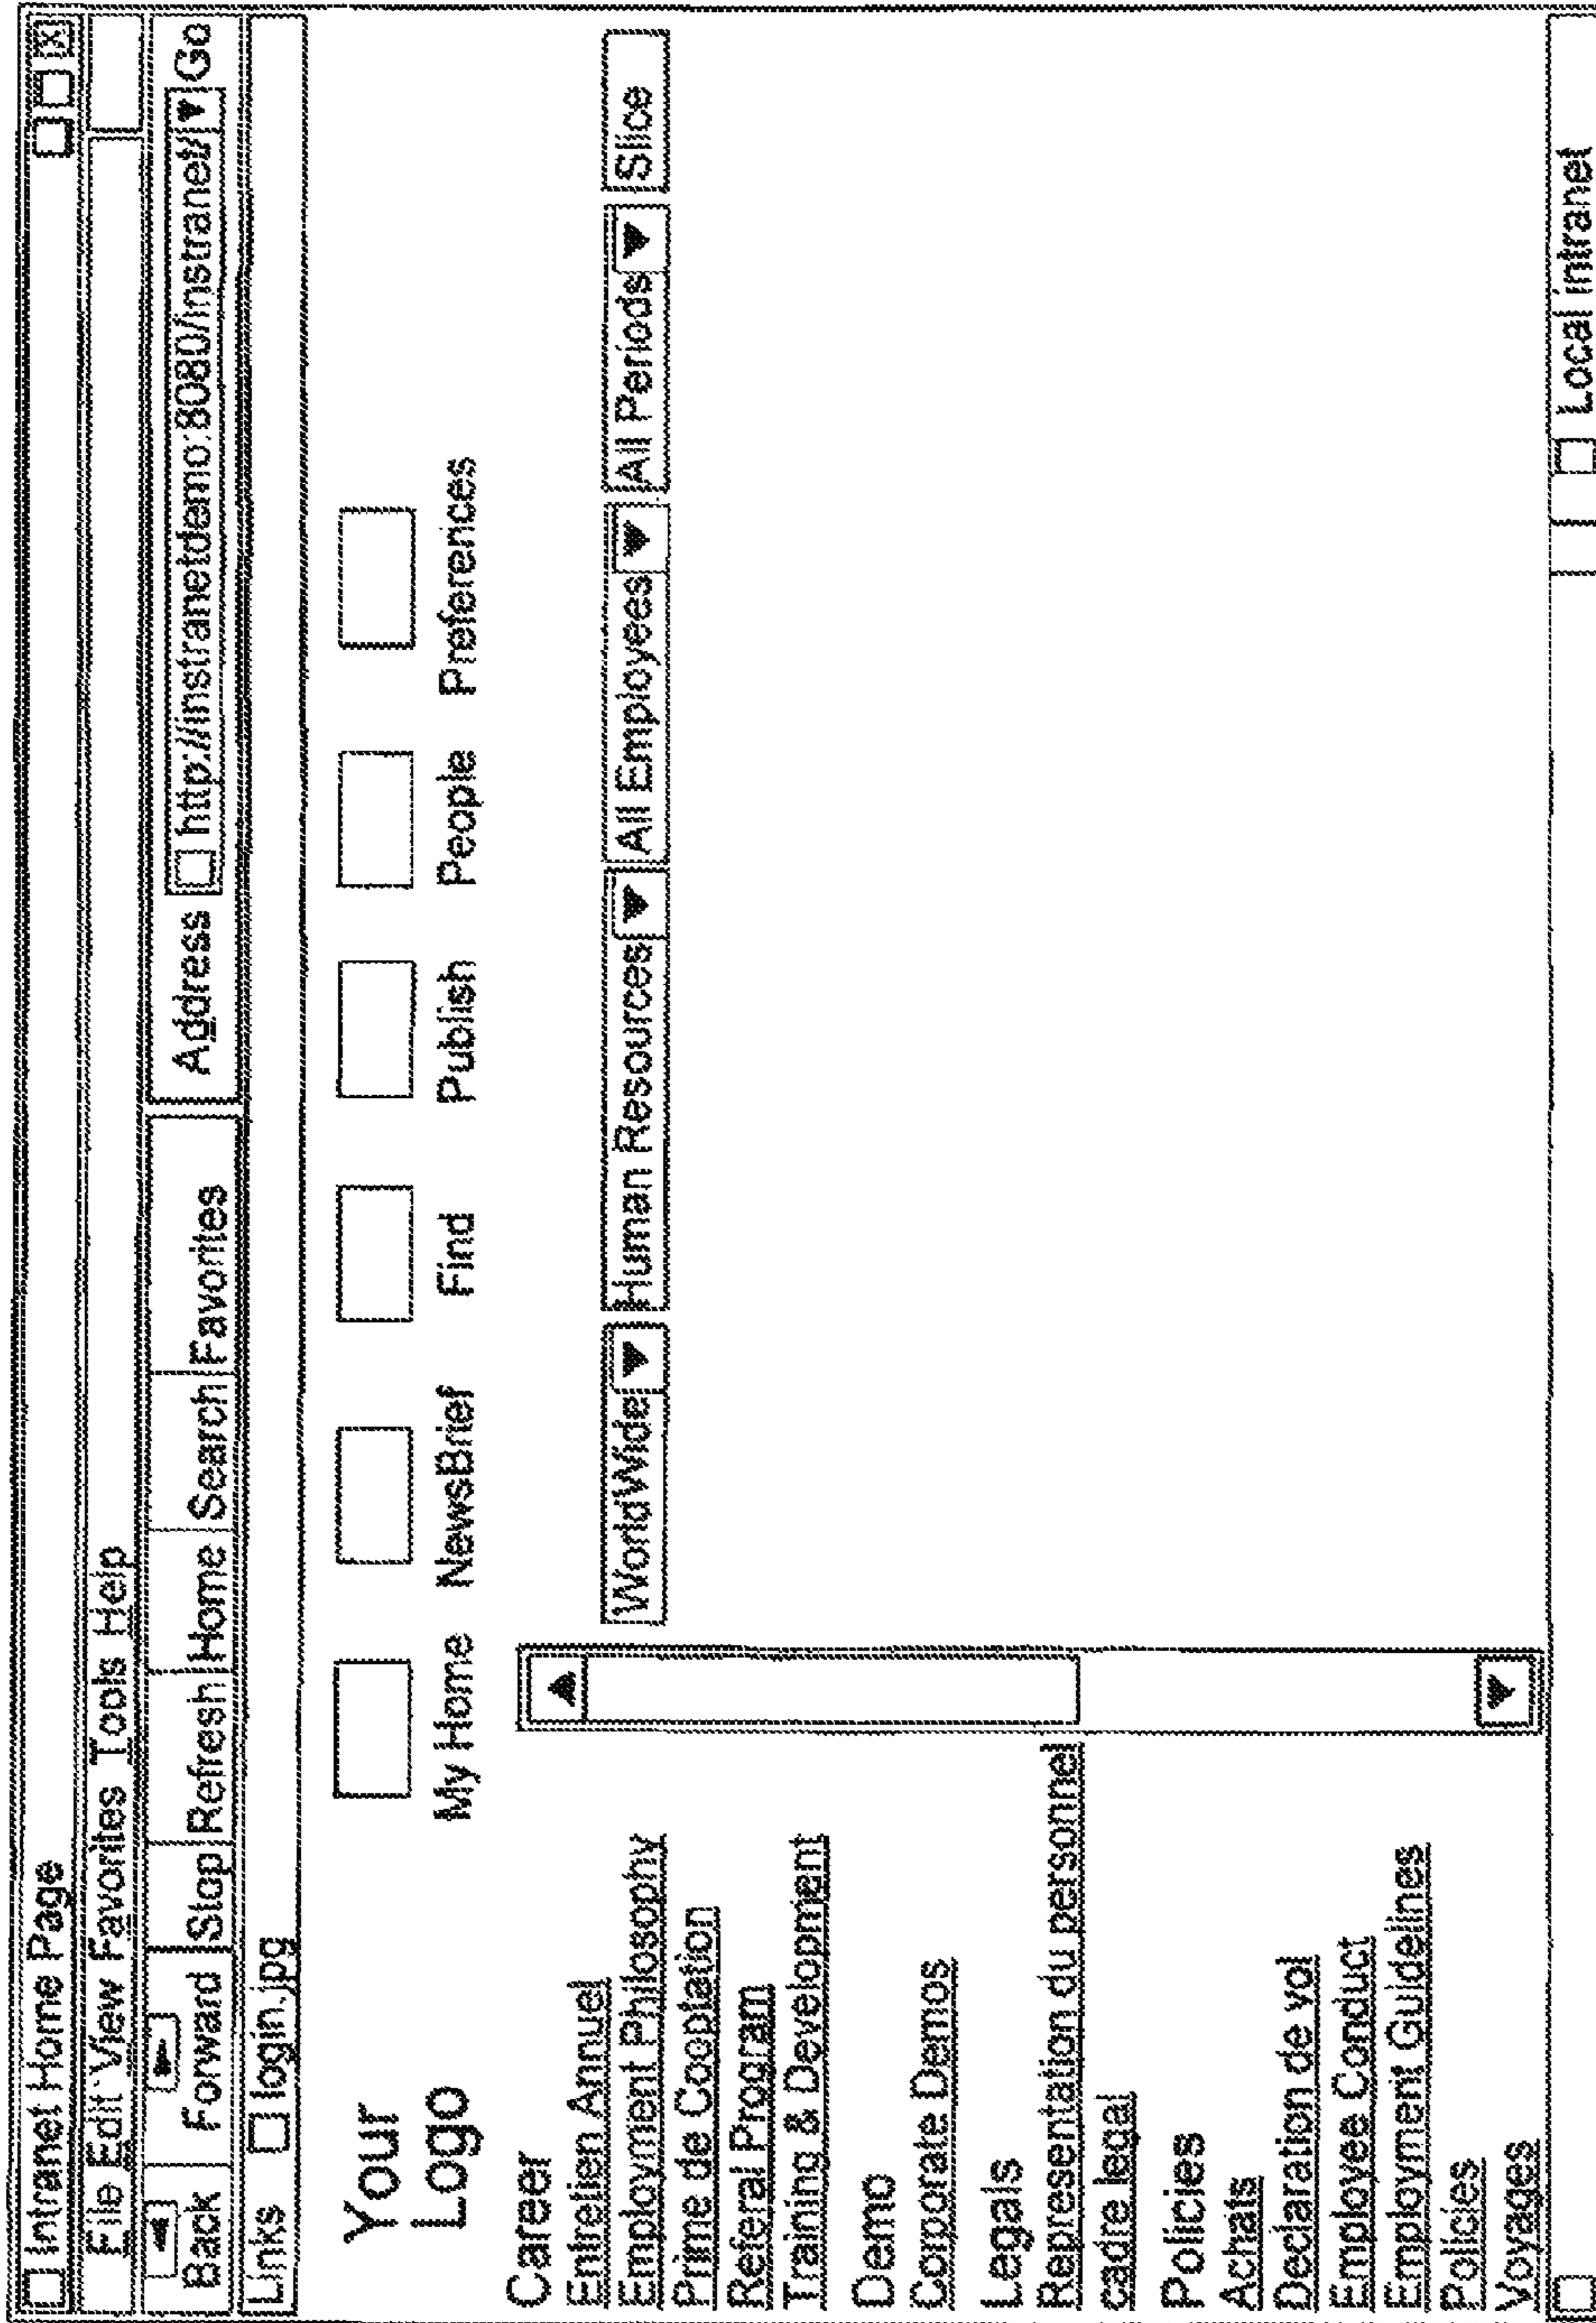 Intranet Home Page
File Edit View Favorites Tools Help
Back Forward Stop Refresh Home Search Favorites Address http://instranetdemo:8080/instranet/ Go
Links login.jpg
Your
Logo
My Home NewsBrief Find Publish People Preferences
Career
Entretien Annuel
Employment Philosophy
Prime de Cooptation
Referal Program
Training & Development
Demo
Corporate Demos
Legals
Representation du personnel
cadre legal
Policies
Achats
Declaration de vol
Employee Conduct
Employment Guidelines
Policies
Voyages
WorldWide Human Resources All Employees All Periods Slice
Local intranet